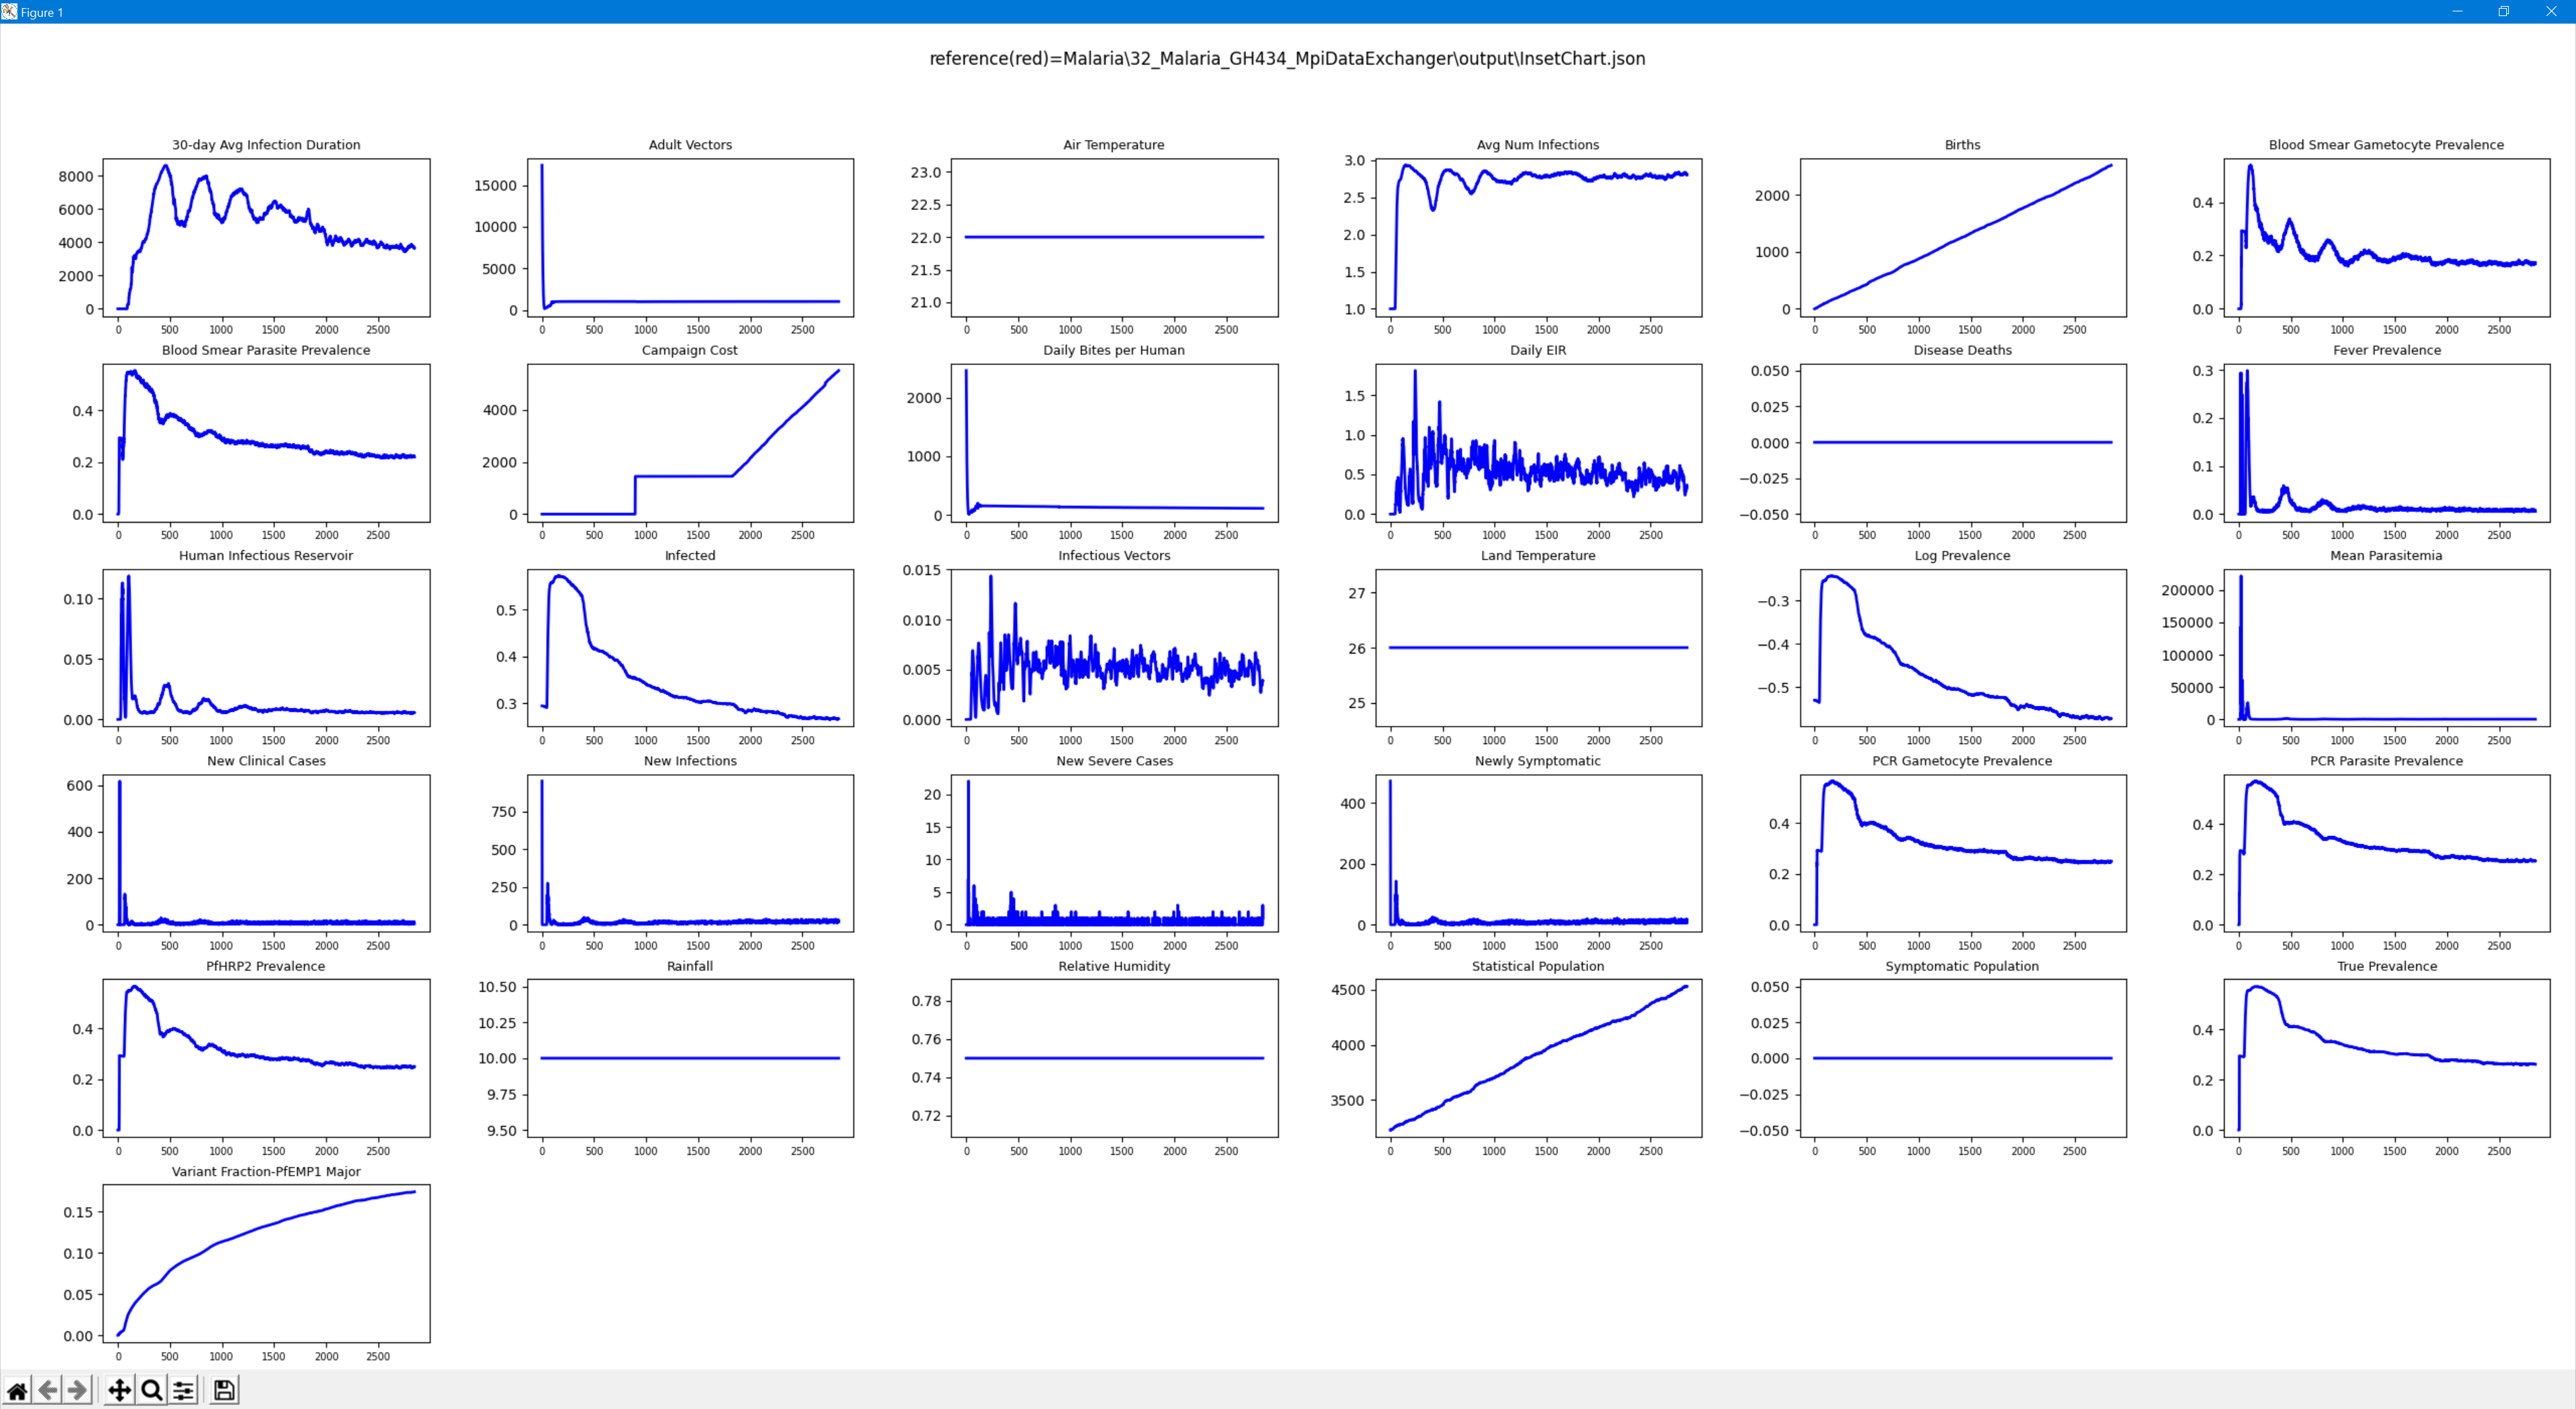 Figure 1
reference(red)=Malaria\32_Malaria_GH434_MpiDataExchanger\output\InsetChart.json
30-day Avg Infection Duration
8000
6000
4000
2000
0
0 500 1000 1500 2000 2500
Adult Vectors
15000
10000
5000
0
0 500 1000 1500 2000 2500
Air Temperature
23.0
22.5
22.0
21.5
21.0
0 500 1000 1500 2000 2500
Avg Num Infections
3.0
2.5
2.0
1.5
1.0
0 500 1000 1500 2000 2500
Births
2000
1000
0
0 500 1000 1500 2000 2500
Blood Smear Gametocyte Prevalence
0.4
0.2
0.0
0 500 1000 1500 2000 2500
Blood Smear Parasite Prevalence
0.4
0.2
0.0
0 500 1000 1500 2000 2500
Campaign Cost
4000
2000
0
0 500 1000 1500 2000 2500
Daily Bites per Human
2000
1000
0
0 500 1000 1500 2000 2500
Daily EIR
1.5
1.0
0.5
0.0
0 500 1000 1500 2000 2500
Disease Deaths
0.050
0.025
0.000
−0.025
−0.050
0 500 1000 1500 2000 2500
Fever Prevalence
0.3
0.2
0.1
0.0
0 500 1000 1500 2000 2500
Human Infectious Reservoir
0.10
0.05
0.00
0 500 1000 1500 2000 2500
Infected
0.5
0.4
0.3
0 500 1000 1500 2000 2500
Infectious Vectors
0.015
0.010
0.005
0.000
0 500 1000 1500 2000 2500
Land Temperature
27
26
25
0 500 1000 1500 2000 2500
Log Prevalence
−0.3
−0.4
−0.5
0 500 1000 1500 2000 2500
Mean Parasitemia
200000
150000
100000
50000
0
0 500 1000 1500 2000 2500
New Clinical Cases
600
400
200
0
0 500 1000 1500 2000 2500
New Infections
750
500
250
0
0 500 1000 1500 2000 2500
New Severe Cases
20
15
10
5
0
0 500 1000 1500 2000 2500
Newly Symptomatic
400
200
0
0 500 1000 1500 2000 2500
PCR Gametocyte Prevalence
0.4
0.2
0.0
0 500 1000 1500 2000 2500
PCR Parasite Prevalence
0.4
0.2
0.0
0 500 1000 1500 2000 2500
PfHRP2 Prevalence
0.4
0.2
0.0
0 500 1000 1500 2000 2500
Rainfall
10.50
10.25
10.00
9.75
9.50
0 500 1000 1500 2000 2500
Relative Humidity
0.78
0.76
0.74
0.72
0 500 1000 1500 2000 2500
Statistical Population
4500
4000
3500
0 500 1000 1500 2000 2500
Symptomatic Population
0.050
0.025
0.000
−0.025
−0.050
0 500 1000 1500 2000 2500
True Prevalence
0.4
0.2
0.0
0 500 1000 1500 2000 2500
Variant Fraction-PfEMP1 Major
0.15
0.10
0.05
0.00
0 500 1000 1500 2000 2500